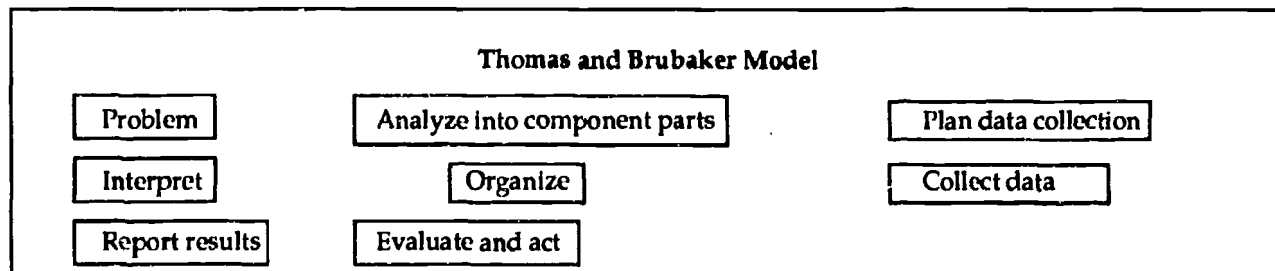 Thomas and Brubaker Model
Problem Analyze into component parts Plan data collection
Interpret Organize Collect data
Report results Evaluate and act